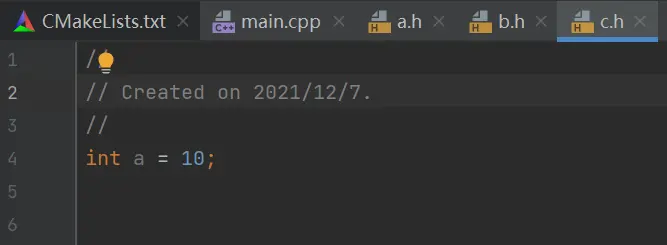 CMakeLists.txt main.cpp a.h b.h c.h
1 /
2 // Created on 2021/12/7.
3 //
4 int a = 10;
5
6